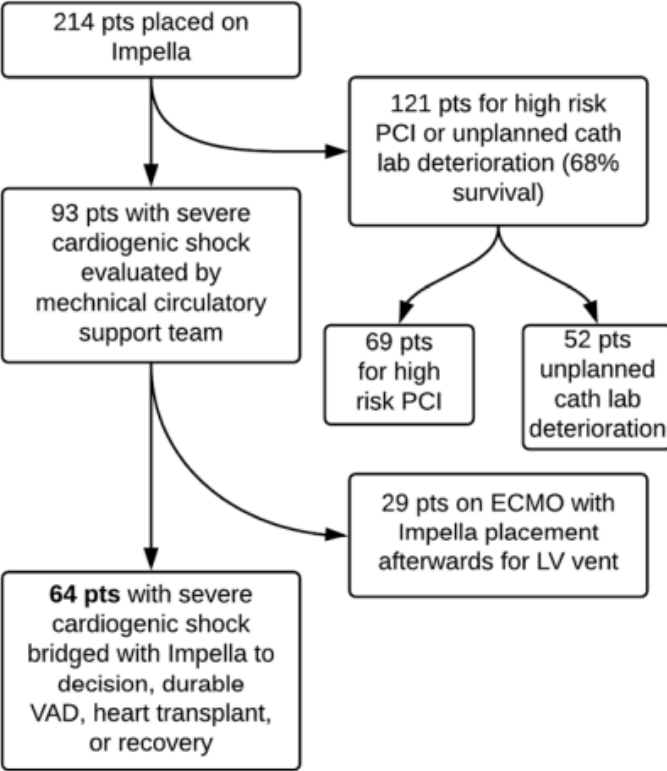 214 pts placed on
Impella
121 pts for high risk
PCI or unplanned cath
lab deterioration (68%
survival)
93 pts with severe
cardiogenic shock
evaluated by
mechnical circulatory
support team
69 pts
for high
risk PCI
52 pts
unplanned
cath lab
deterioration
29 pts on ECMO with
Impella placement
afterwards for LV vent
64 pts with severe
cardiogenic shock
bridged with Impella to
decision, durable
VAD, heart transplant,
or recovery